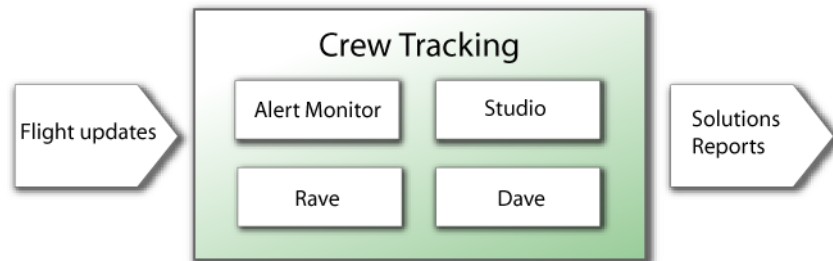 Crew Tracking
Flight updates
Alert Monitor
Studio
Rave
Dave
Solutions
Reports